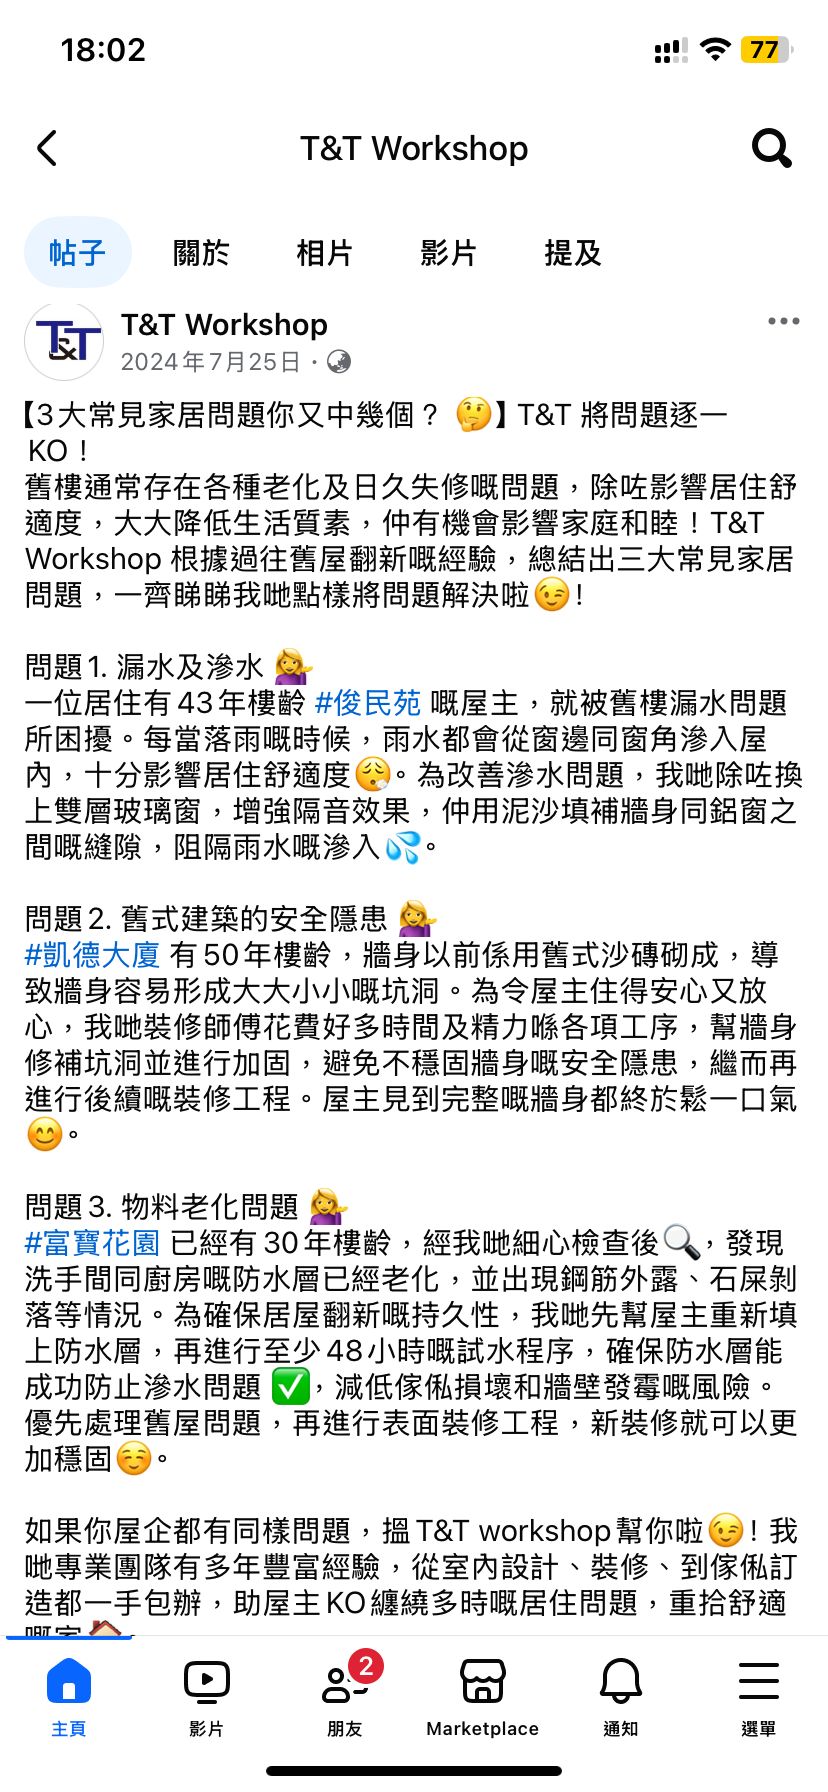 18:02
77
T&T Workshop
帖子 關於 相片 影片 提及
T&T
T&T Workshop
2024年7月25日 ·
【3大常見家居問題你又中幾個？ 🤔】T&T 將問題逐一
KO！
舊樓通常存在各種老化及日久失修嘅問題，除咗影響居住舒
適度，大大降低生活質素，仲有機會影響家庭和睦！T&T
Workshop 根據過往舊屋翻新嘅經驗，總結出三大常見家居
問題，一齊睇睇我哋點樣將問題解決啦😉！
問題1. 漏水及滲水 💁‍♀️
一位居住有43年樓齡 #俊民苑 嘅屋主，就被舊樓漏水問題
所困擾。每當落雨嘅時候，雨水都會從窗邊同窗角滲入屋
內，十分影響居住舒適度😮‍💨。為改善滲水問題，我哋除咗換
上雙層玻璃窗，增強隔音效果，仲用泥沙填補牆身同鋁窗之
間嘅縫隙，阻隔雨水嘅滲入💦。
問題2. 舊式建築的安全隱患 💁‍♀️
#凱德大廈 有50年樓齡，牆身以前係用舊式沙磚砌成，導
致牆身容易形成大大小小嘅坑洞。為令屋主住得安心又放
心，我哋裝修師傅花費好多時間及精力喺各項工序，幫牆身
修補坑洞並進行加固，避免不穩固牆身嘅安全隱患，繼而再
進行後續嘅裝修工程。屋主見到完整嘅牆身都終於鬆一口氣
😊。
問題3. 物料老化問題 💁‍♀️
#富寶花園 已經有30年樓齡，經我哋細心檢查後🔍，發現
洗手間同廚房嘅防水層已經老化，並出現鋼筋外露、石屎剝
落等情況。為確保居屋翻新嘅持久性，我哋先幫屋主重新填
上防水層，再進行至少48小時嘅試水程序，確保防水層能
成功防止滲水問題 ✅，減低傢俬損壞和牆壁發霉嘅風險。
優先處理舊屋問題，再進行表面裝修工程，新裝修就可以更
加穩固☺️。
如果你屋企都有同樣問題，搵T&T workshop幫你啦😉！我
哋專業團隊有多年豐富經驗，從室內設計、裝修、到傢俬訂
造都一手包辦，助屋主KO纏繞多時嘅居住問題，重拾舒適
嘅家🏠。
2
主頁 影片 朋友 Marketplace 通知 選單